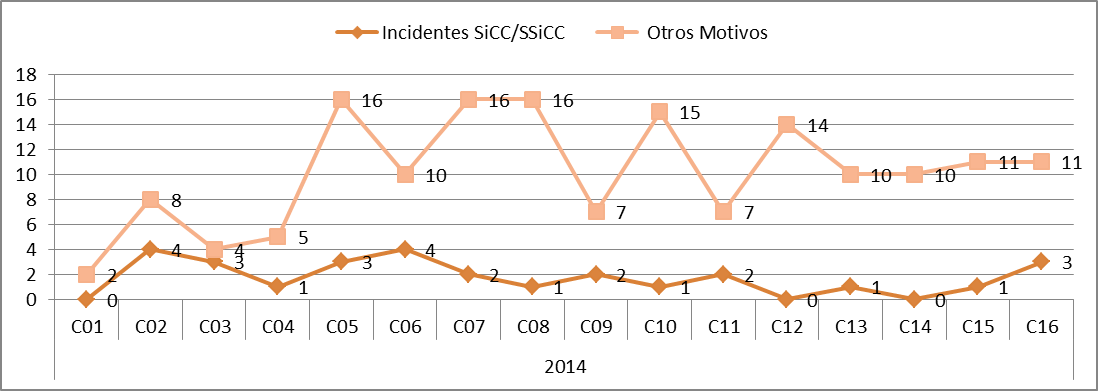 Incidentes SiCC/SSiCC Otros Motivos
18
16
14
12
10
8
6
4
2
0
2 8 4 5 16 10 16 16 7 15 7 14 10 10 11 11
0 4 3 1 3 4 2 1 2 1 2 0 1 0 1 3
C01 C02 C03 C04 C05 C06 C07 C08 C09 C10 C11 C12 C13 C14 C15 C16
2014